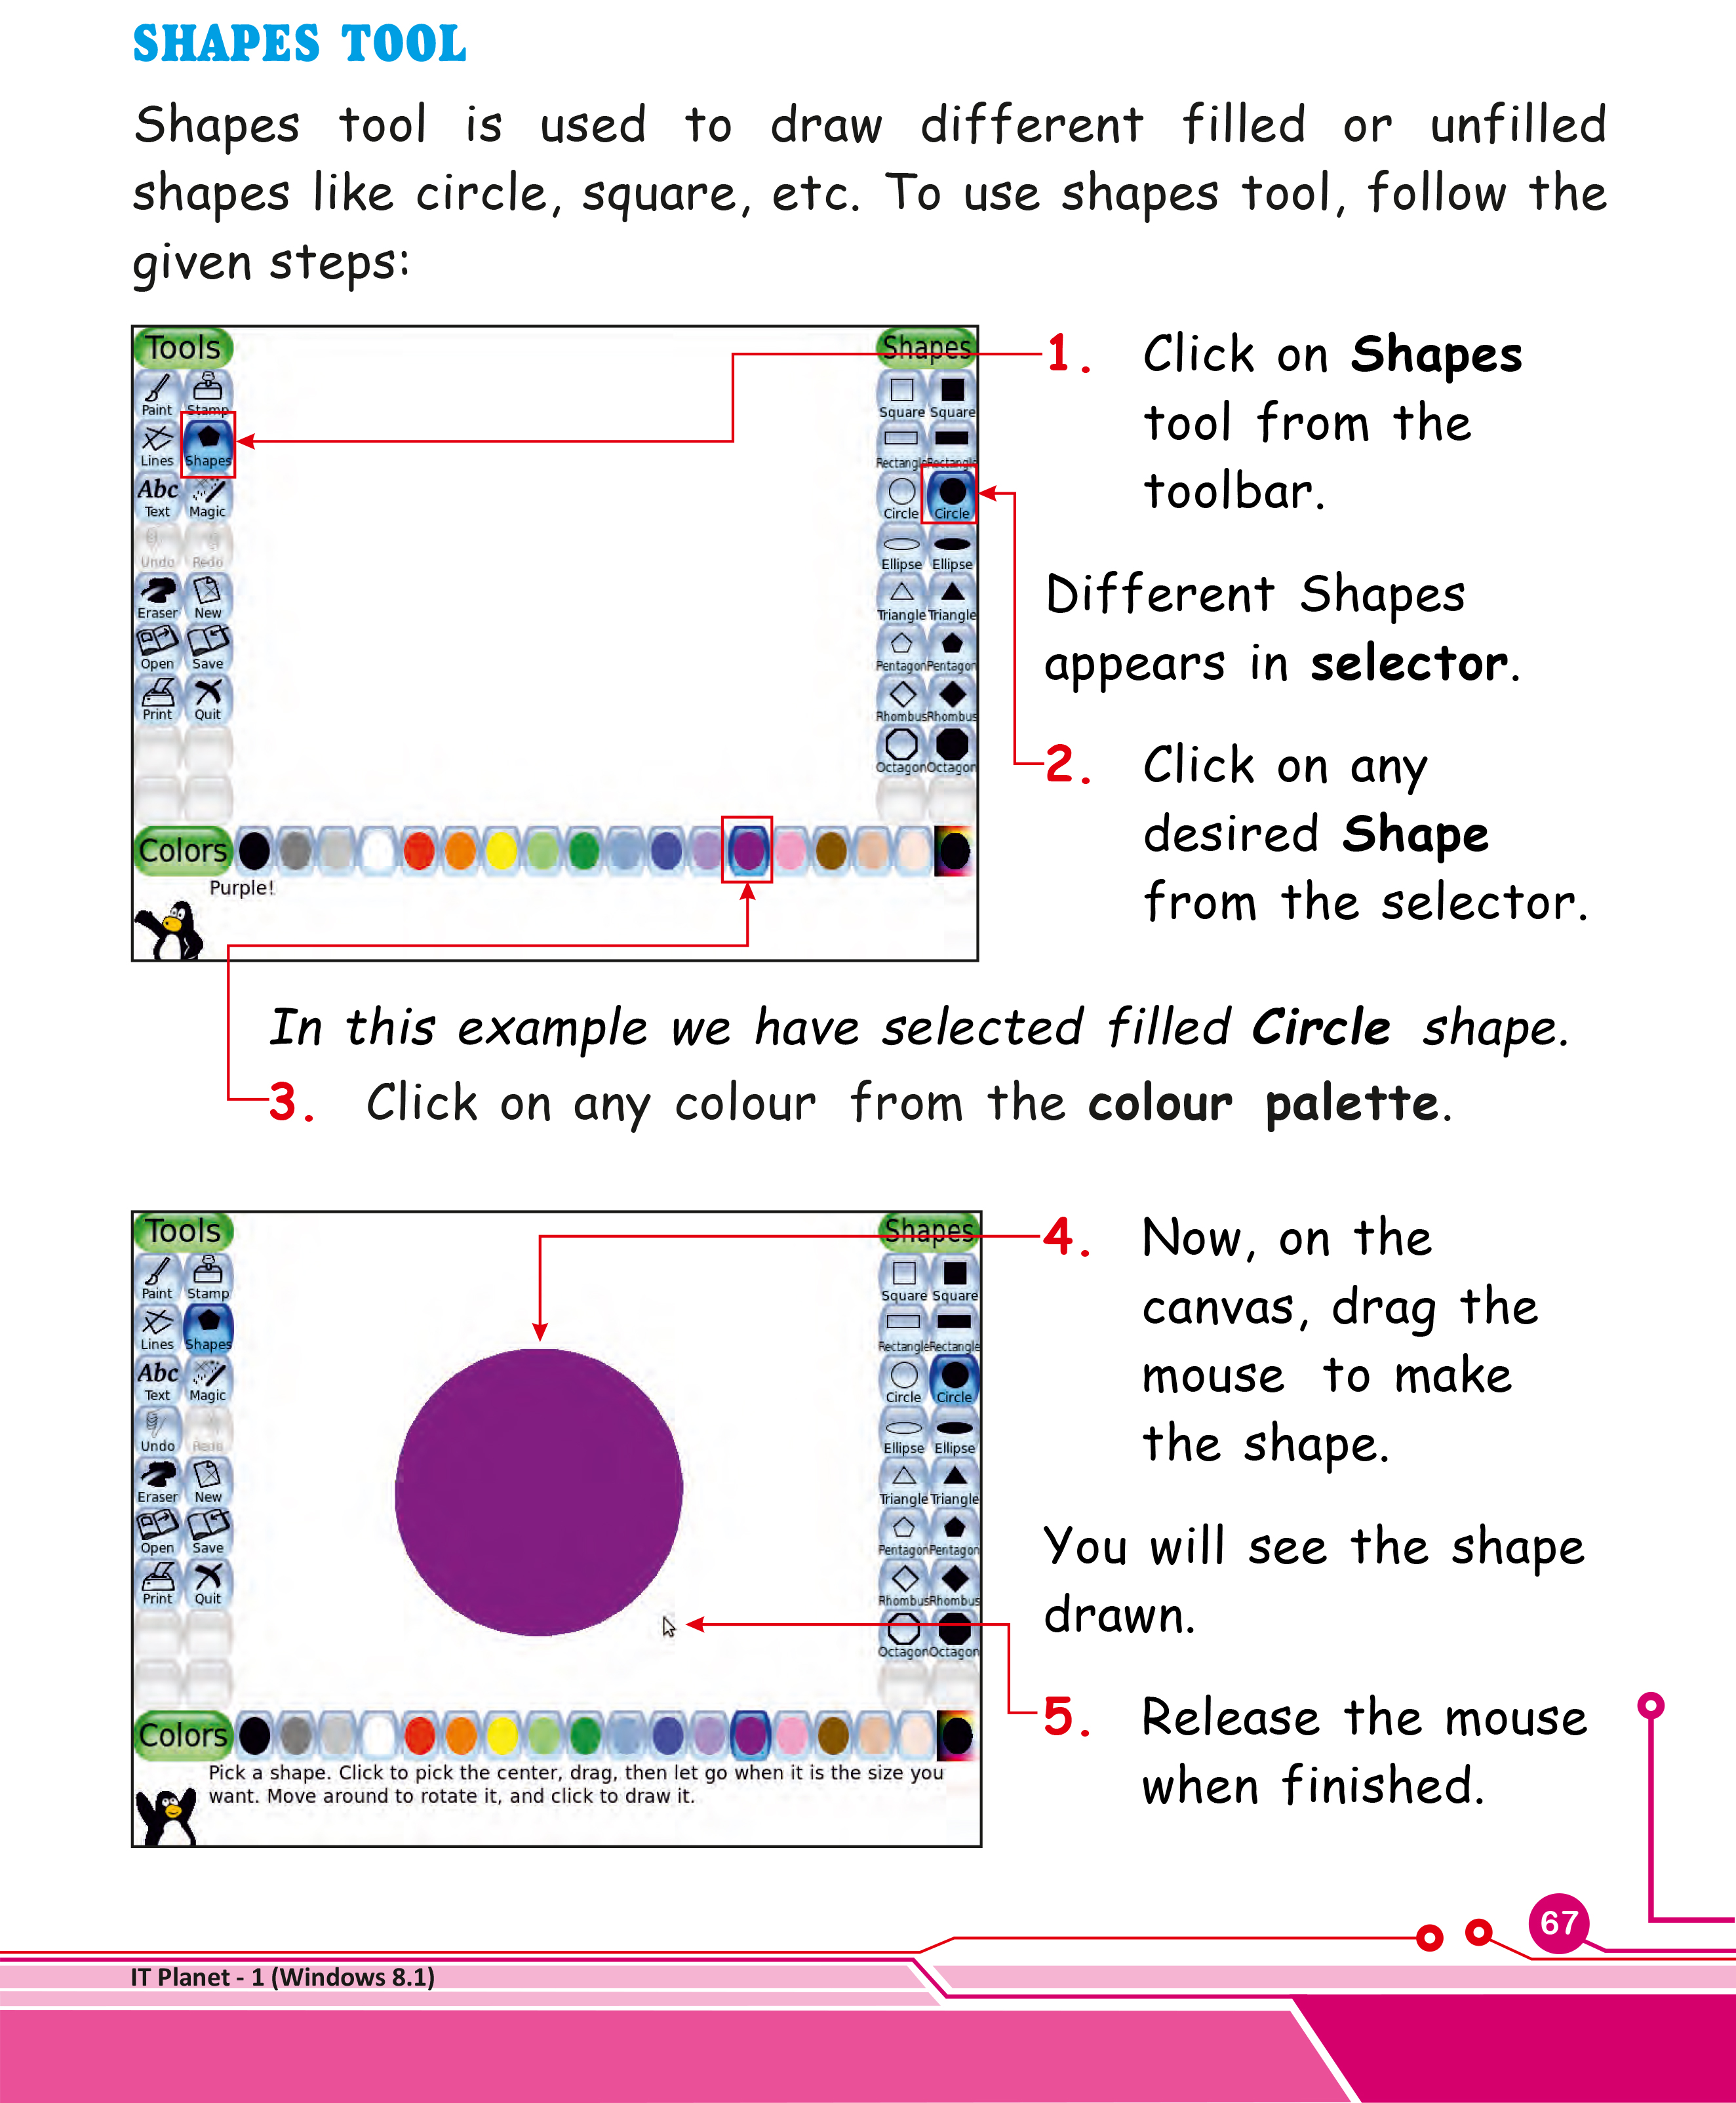 SHAPES TOOL
Shapes tool is used to draw different filled or unfilled
shapes like circle, square, etc. To use shapes tool, follow the
given steps:
Tools
Paint Stamp
Lines Shapes
Abc
Text Magic
Undo Redo
Eraser New
Open Save
Print Quit
Shapes
Square Square
Rectangle Rectangle
Circle Circle
Ellipse Ellipse
Triangle Triangle
Pentagon Pentagon
Rhombus Rhombus
Octagon Octagon
Colors
Purple!
1. Click on Shapes
tool from the
toolbar.
Different Shapes
appears in selector.
2. Click on any
desired Shape
from the selector.
In this example we have selected filled Circle shape.
3. Click on any colour from the colour palette.
Tools
Paint Stamp
Lines Shapes
Abc
Text Magic
Undo Redo
Eraser New
Open Save
Print Quit
Shapes
Square Square
Rectangle Rectangle
Circle Circle
Ellipse Ellipse
Triangle Triangle
Pentagon Pentagon
Rhombus Rhombus
Octagon Octagon
Colors
Pick a shape. Click to pick the center, drag, then let go when it is the size you
want. Move around to rotate it, and click to draw it.
4. Now, on the
canvas, drag the
mouse to make
the shape.
You will see the shape
drawn.
5. Release the mouse
when finished.
67
IT Planet - 1 (Windows 8.1)